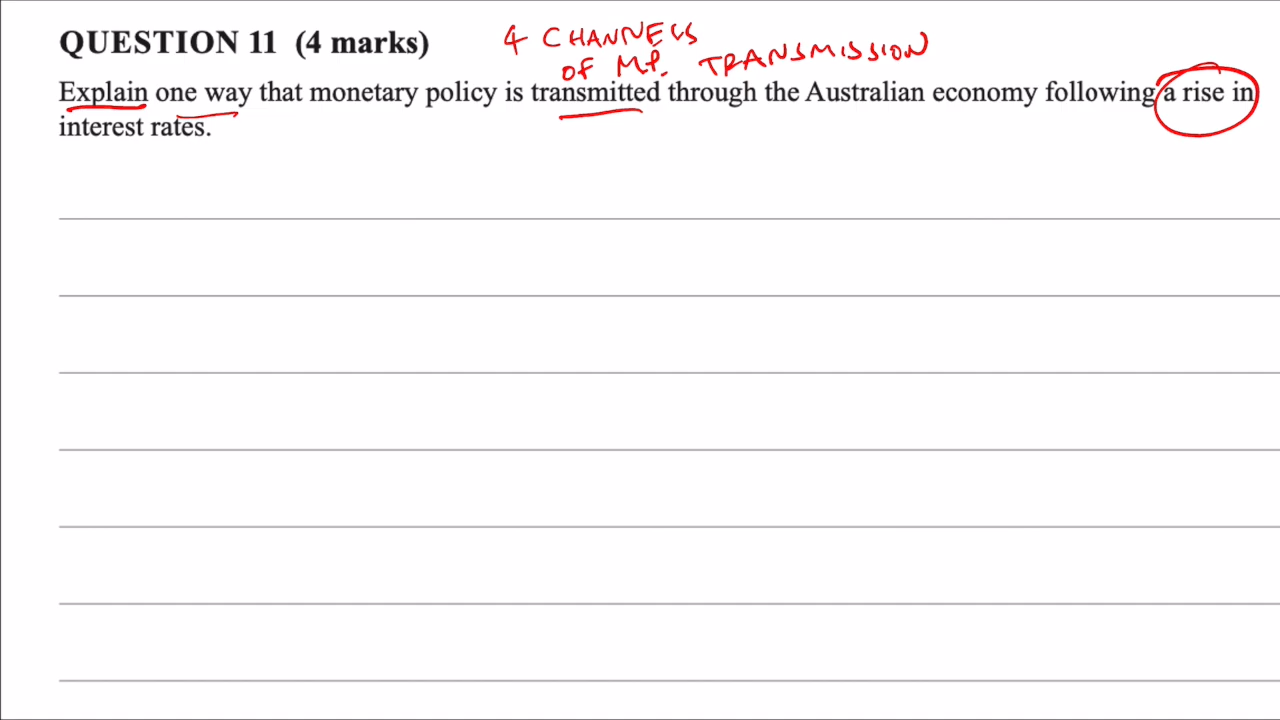 QUESTION 11 (4 marks)
4 CHANNELS
OF M.P. TRANSMISSION
Explain one way that monetary policy is transmitted through the Australian economy following a rise in
interest rates.